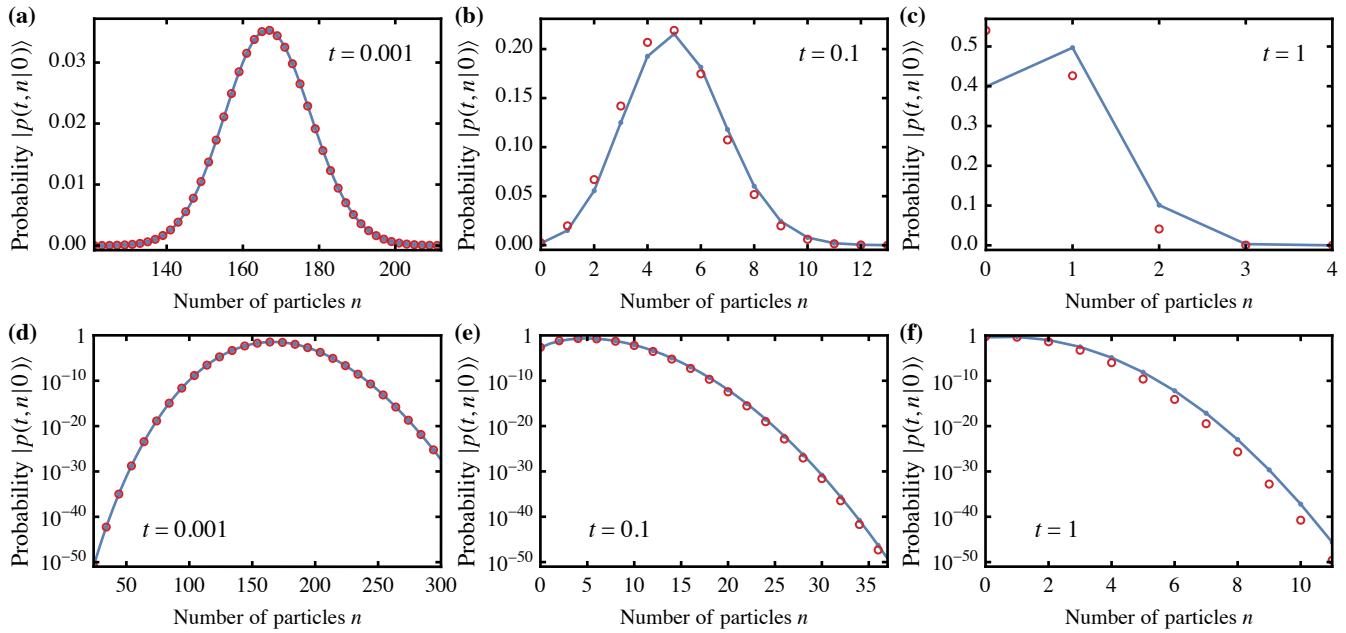 (a)
Probability |p(t, n|0)⟩
0.03
0.02
0.01
0.00
t = 0.001
140 160 180 200
Number of particles n
(b)
Probability |p(t, n|0)⟩
0.20
0.15
0.10
0.05
0.00
t = 0.1
0 2 4 6 8 10 12
Number of particles n
(c)
Probability |p(t, n|0)⟩
0.5
0.4
0.3
0.2
0.1
0.0
t = 1
0 1 2 3 4
Number of particles n
(d)
Probability |p(t, n|0)⟩
1
10⁻¹⁰
10⁻²⁰
10⁻³⁰
10⁻⁴⁰
10⁻⁵⁰
t = 0.001
50 100 150 200 250 300
Number of particles n
(e)
Probability |p(t, n|0)⟩
1
10⁻¹⁰
10⁻²⁰
10⁻³⁰
10⁻⁴⁰
10⁻⁵⁰
t = 0.1
0 5 10 15 20 25 30 35
Number of particles n
(f)
Probability |p(t, n|0)⟩
1
10⁻¹⁰
10⁻²⁰
10⁻³⁰
10⁻⁴⁰
10⁻⁵⁰
t = 1
0 2 4 6 8 10
Number of particles n